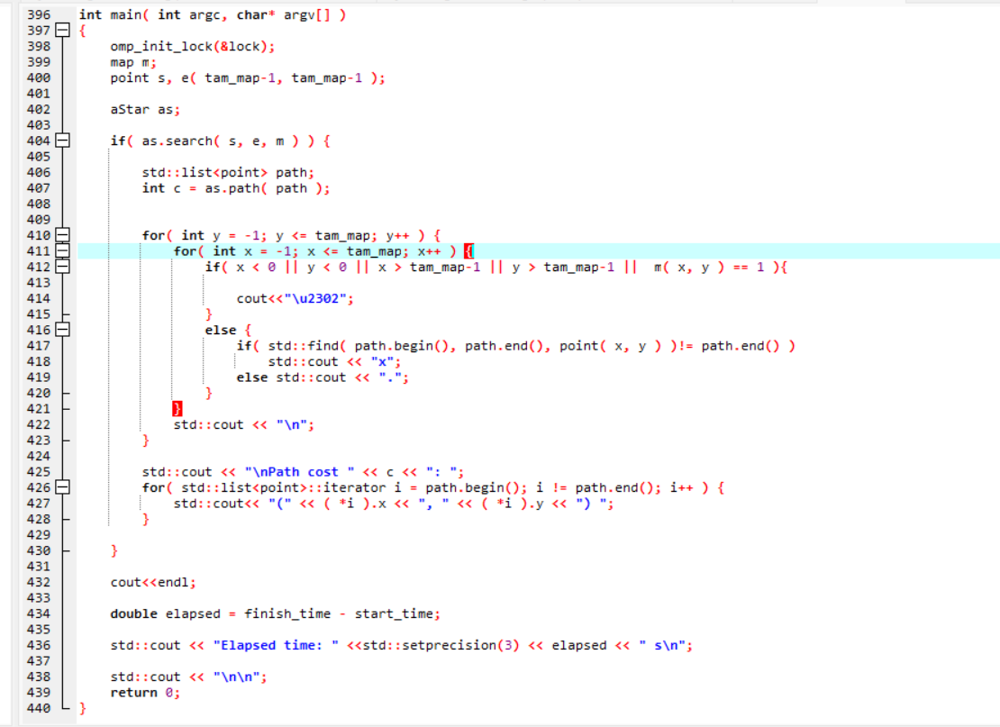 396 int main( int argc, char* argv[] )
397 {
398 omp_init_lock(&lock);
399 map m;
400 point s, e( tam_map-1, tam_map-1 );
401
402 aStar as;
403
404 if( as.search( s, e, m ) ) {
405
406 std::list<point> path;
407 int c = as.path( path );
408
409
410 for( int y = -1; y <= tam_map; y++ ) {
411 for( int x = -1; x <= tam_map; x++ ) {
412 if( x < 0 || y < 0 || x > tam_map-1 || y > tam_map-1 ||  m( x, y ) == 1 ){
413
414 cout<<"\u2302";
415 }
416 else {
417 if( std::find( path.begin(), path.end(), point( x, y ) )!= path.end() )
418 std::cout << "x";
419 else std::cout << ".";
420 }
421 }
422 std::cout << "\n";
423 }
424
425 std::cout << "\nPath cost " << c << ": ";
426 for( std::list<point>::iterator i = path.begin(); i != path.end(); i++ ) {
427 std::cout<< "(" << ( *i ).x << ", " << ( *i ).y << ") ";
428 }
429
430 }
431
432 cout<<endl;
433
434 double elapsed = finish_time - start_time;
435
436 std::cout << "Elapsed time: " <<std::setprecision(3) << elapsed << " s\n";
437
438 std::cout << "\n\n";
439 return 0;
440 }